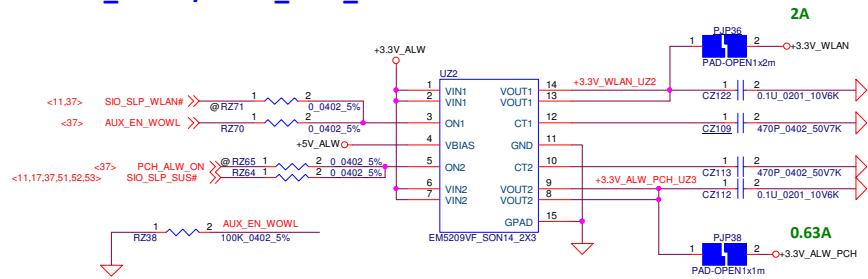 2A
PJP36
1 2 +3.3V_WLAN
PAD-OPEN1x2m
+3.3V_ALW
UZ2
+3.3V_WLAN_UZ2
1 VIN1 VOUT1 14
2 VIN1 VOUT1 13
1 2
CZ122 0.1U_0201_10V6K
<11,37> SIO_SLP_WLAN# 1 2
@RZ71 0_0402_5%
<37> AUX_EN_WOWL 1 2 3 ON1 CT1 12 1 2
RZ70 0_0402_5%
CZ109 470P_0402_50V7K
+5V_ALW 4 VBIAS GND 11
<37> PCH_ALW_ON @RZ65 1 2 0_0402_5% 5 ON2 CT2 10 1 2
<11,17,37,51,52,53> SIO_SLP_SUS# RZ64 1 2 0_0402_5%
CZ113 470P_0402_50V7K
6 VIN2 VOUT2 9 +3.3V_ALW_PCH_UZ3 1 2
7 VIN2 VOUT2 8
CZ112 0.1U_0201_10V6K
GPAD 15
EM5209VF_SON14_2X3
1 2 AUX_EN_WOWL
RZ38 100K_0402_5%
0.63A
PJP38
1 2 +3.3V_ALW_PCH
PAD-OPEN1x1m